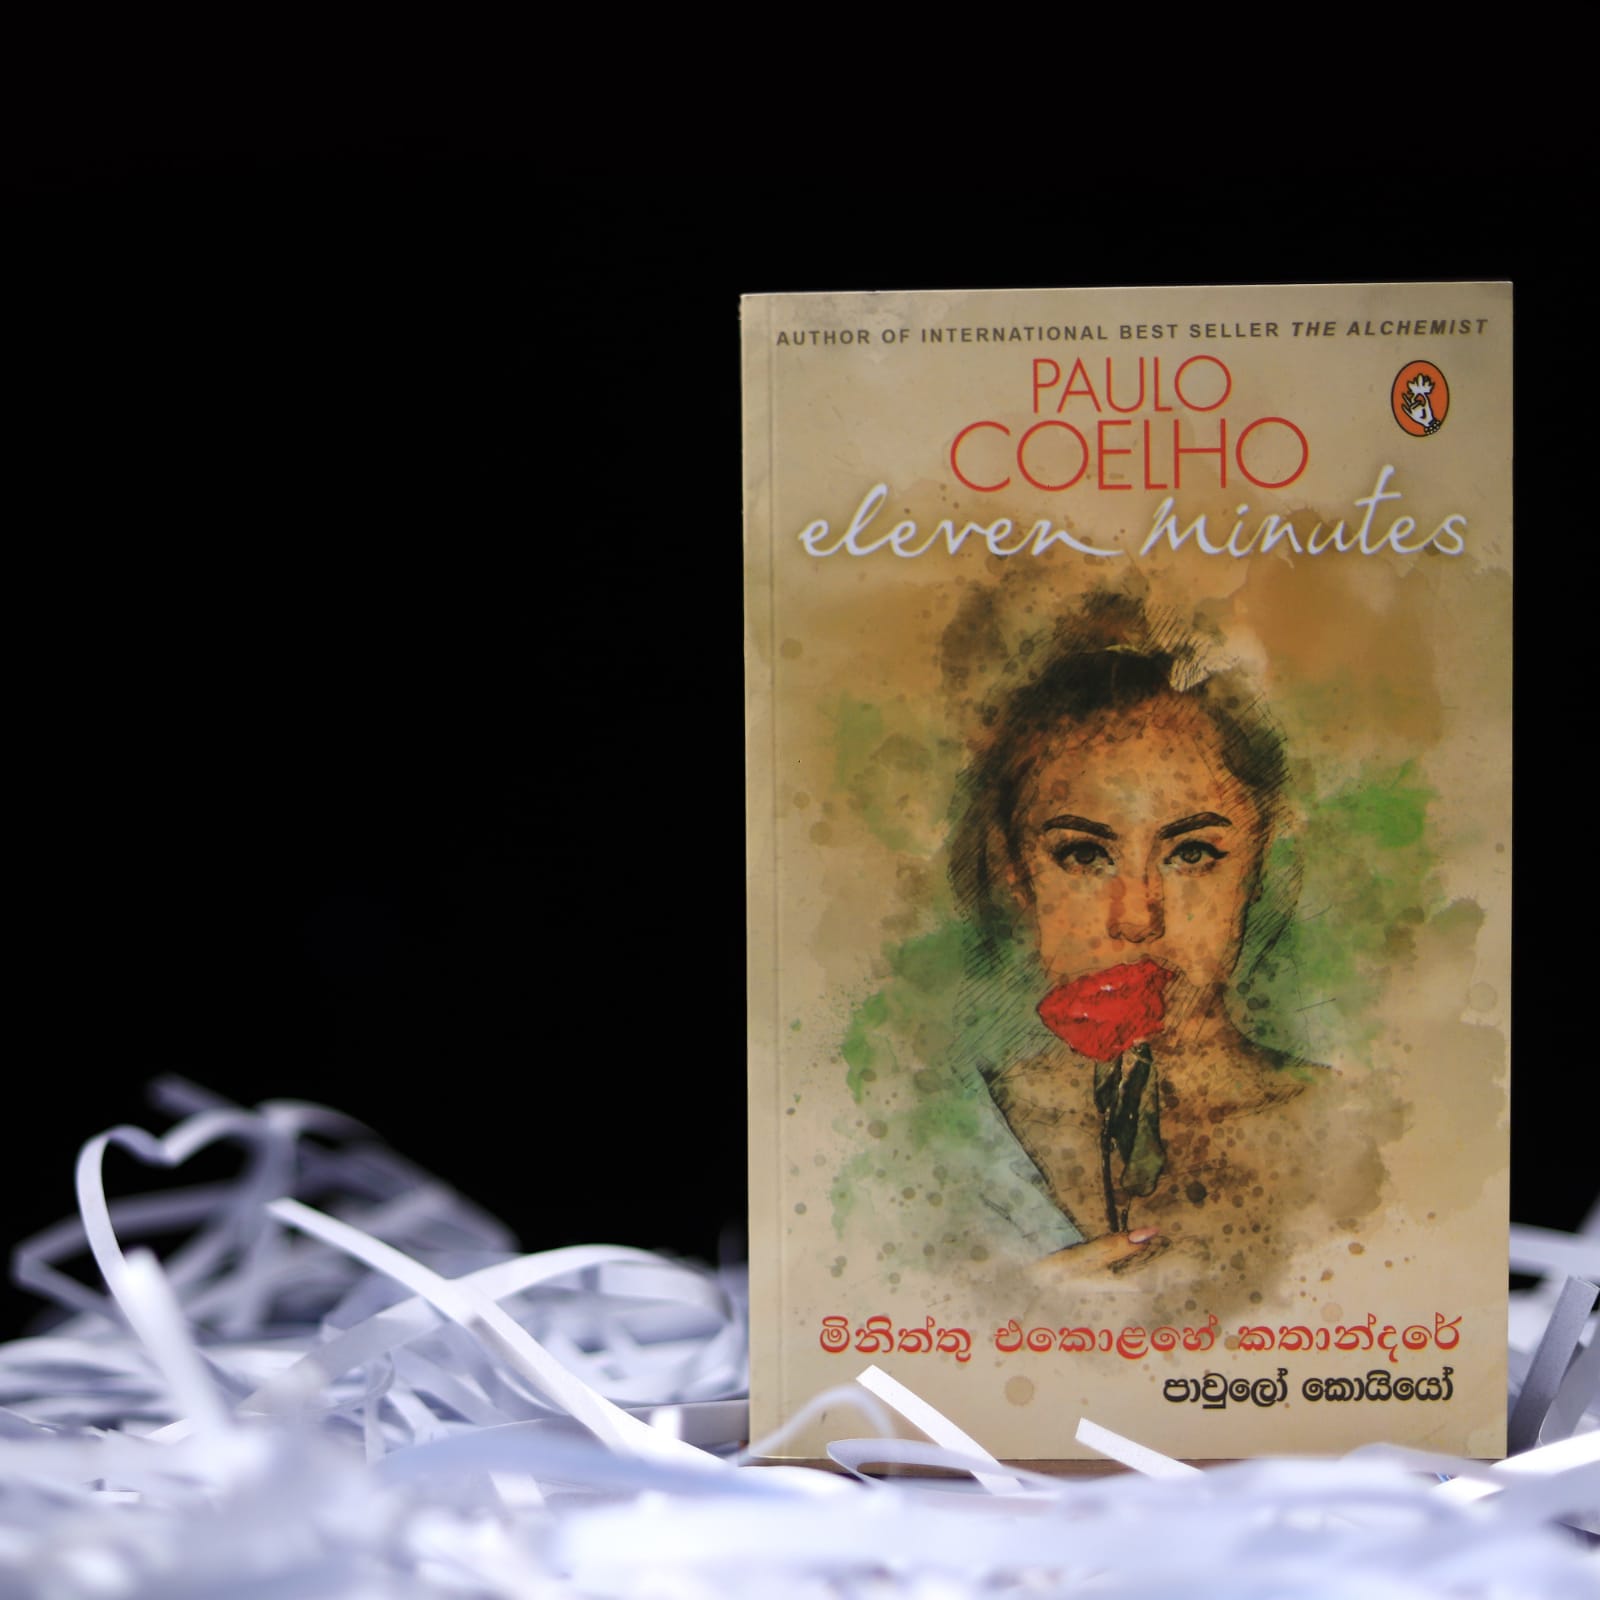 AUTHOR OF INTERNATIONAL BEST SELLER THE ALCHEMIST
PAULO
COELHO
eleven minutes
මිනිත්තු එකොළහේ කතාන්දරේ
පාවුලෝ කොයියෝ